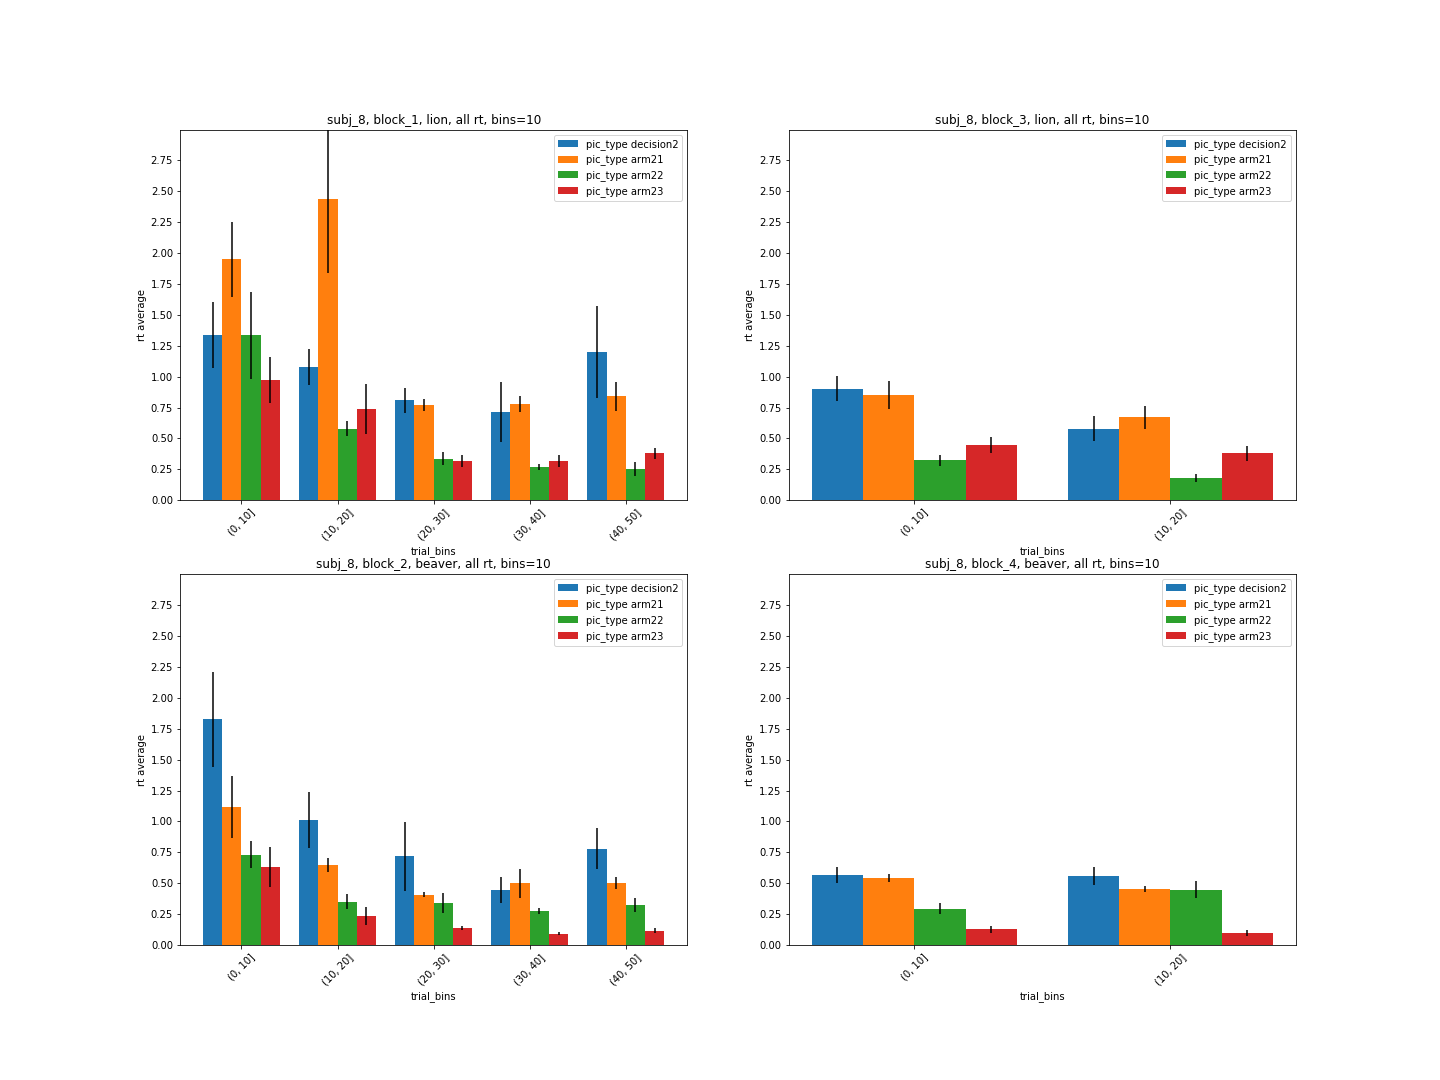 subj_8, block_1, lion, all rt, bins=10
pic_type decision2
pic_type arm21
pic_type arm22
pic_type arm23
2.75
2.50
2.25
2.00
1.75
1.50
1.25
1.00
0.75
0.50
0.25
0.00
rt average
(0, 10]
(10, 20]
(20, 30]
(30, 40]
(40, 50]
trial_bins
subj_8, block_3, lion, all rt, bins=10
pic_type decision2
pic_type arm21
pic_type arm22
pic_type arm23
2.75
2.50
2.25
2.00
1.75
1.50
1.25
1.00
0.75
0.50
0.25
0.00
rt average
(0, 10]
(10, 20]
trial_bins
subj_8, block_2, beaver, all rt, bins=10
pic_type decision2
pic_type arm21
pic_type arm22
pic_type arm23
2.75
2.50
2.25
2.00
1.75
1.50
1.25
1.00
0.75
0.50
0.25
0.00
rt average
(0, 10]
(10, 20]
(20, 30]
(30, 40]
(40, 50]
trial_bins
subj_8, block_4, beaver, all rt, bins=10
pic_type decision2
pic_type arm21
pic_type arm22
pic_type arm23
2.75
2.50
2.25
2.00
1.75
1.50
1.25
1.00
0.75
0.50
0.25
0.00
rt average
(0, 10]
(10, 20]
trial_bins